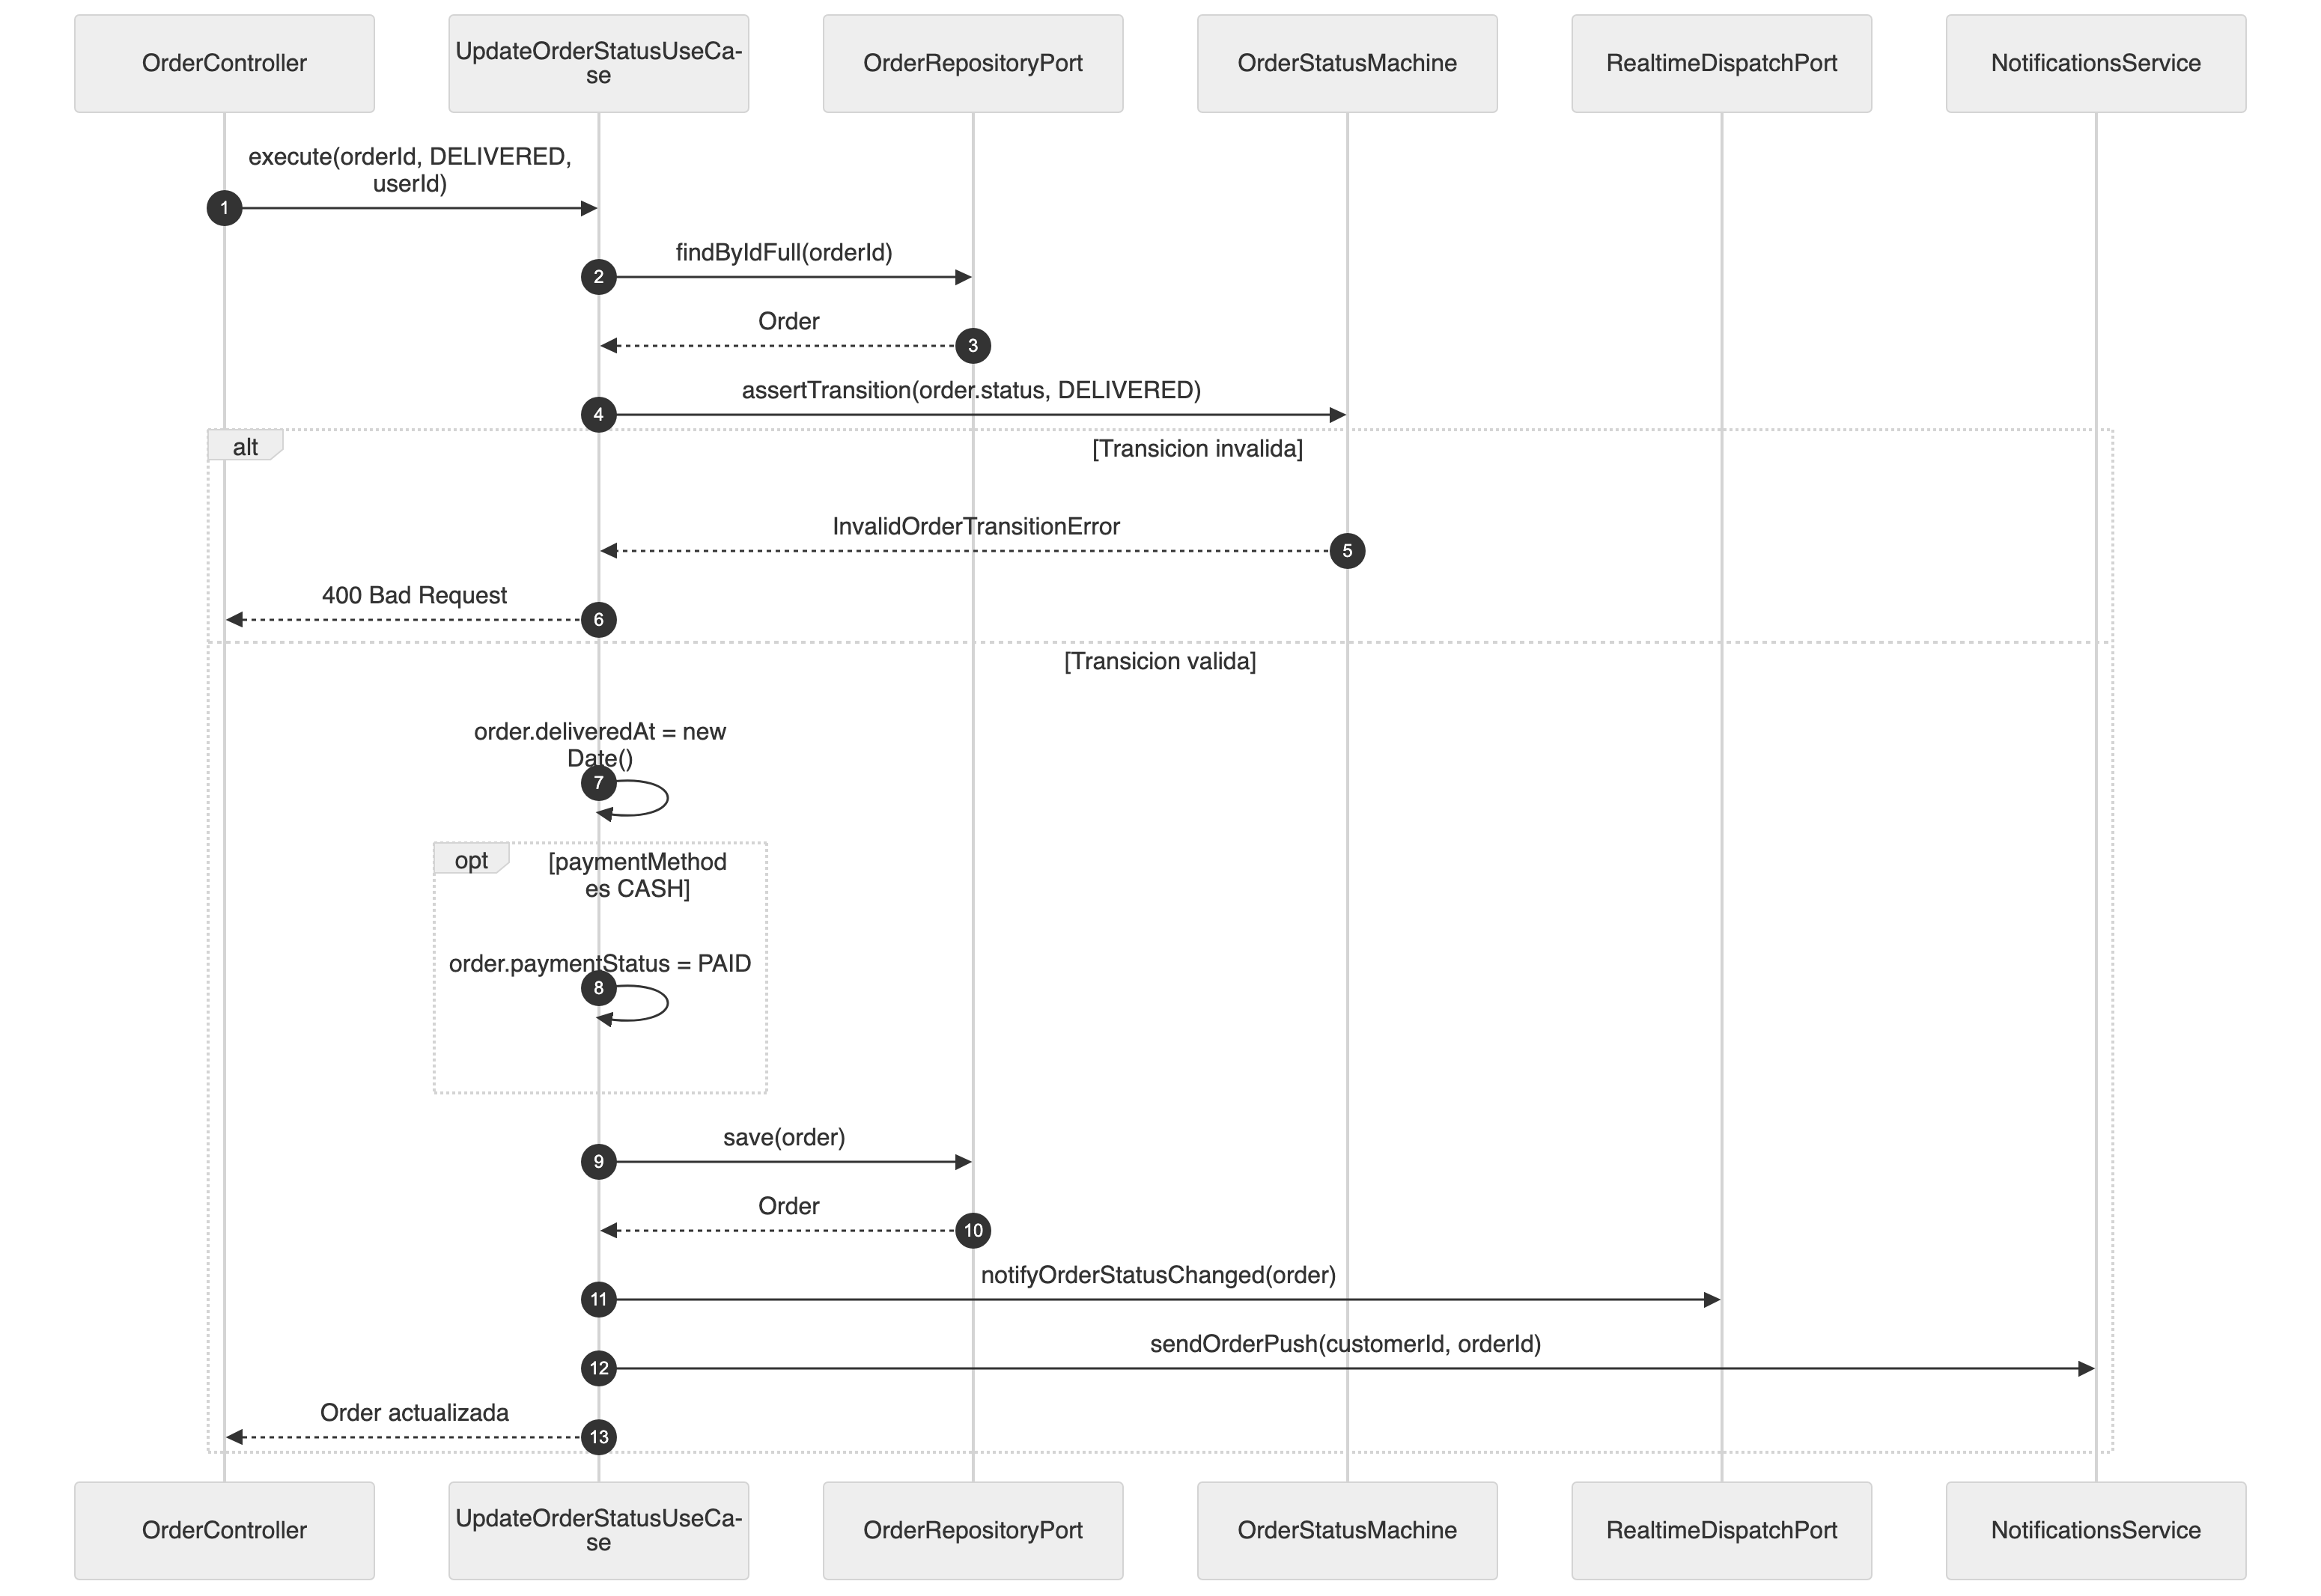 OrderController
UpdateOrderStatusUseCa-
se
OrderRepositoryPort
OrderStatusMachine
RealtimeDispatchPort
NotificationsService
execute(orderId, DELIVERED,
userId)
1
findByIdFull(orderId)
2
Order
3
assertTransition(order.status, DELIVERED)
4
alt
[Transicion invalida]
InvalidOrderTransitionError
5
400 Bad Request
6
[Transicion valida]
order.deliveredAt = new
Date()
7
opt
[paymentMethod
es CASH]
order.paymentStatus = PAID
8
save(order)
9
Order
10
notifyOrderStatusChanged(order)
11
sendOrderPush(customerId, orderId)
12
Order actualizada
13
OrderController
UpdateOrderStatusUseCa-
se
OrderRepositoryPort
OrderStatusMachine
RealtimeDispatchPort
NotificationsService